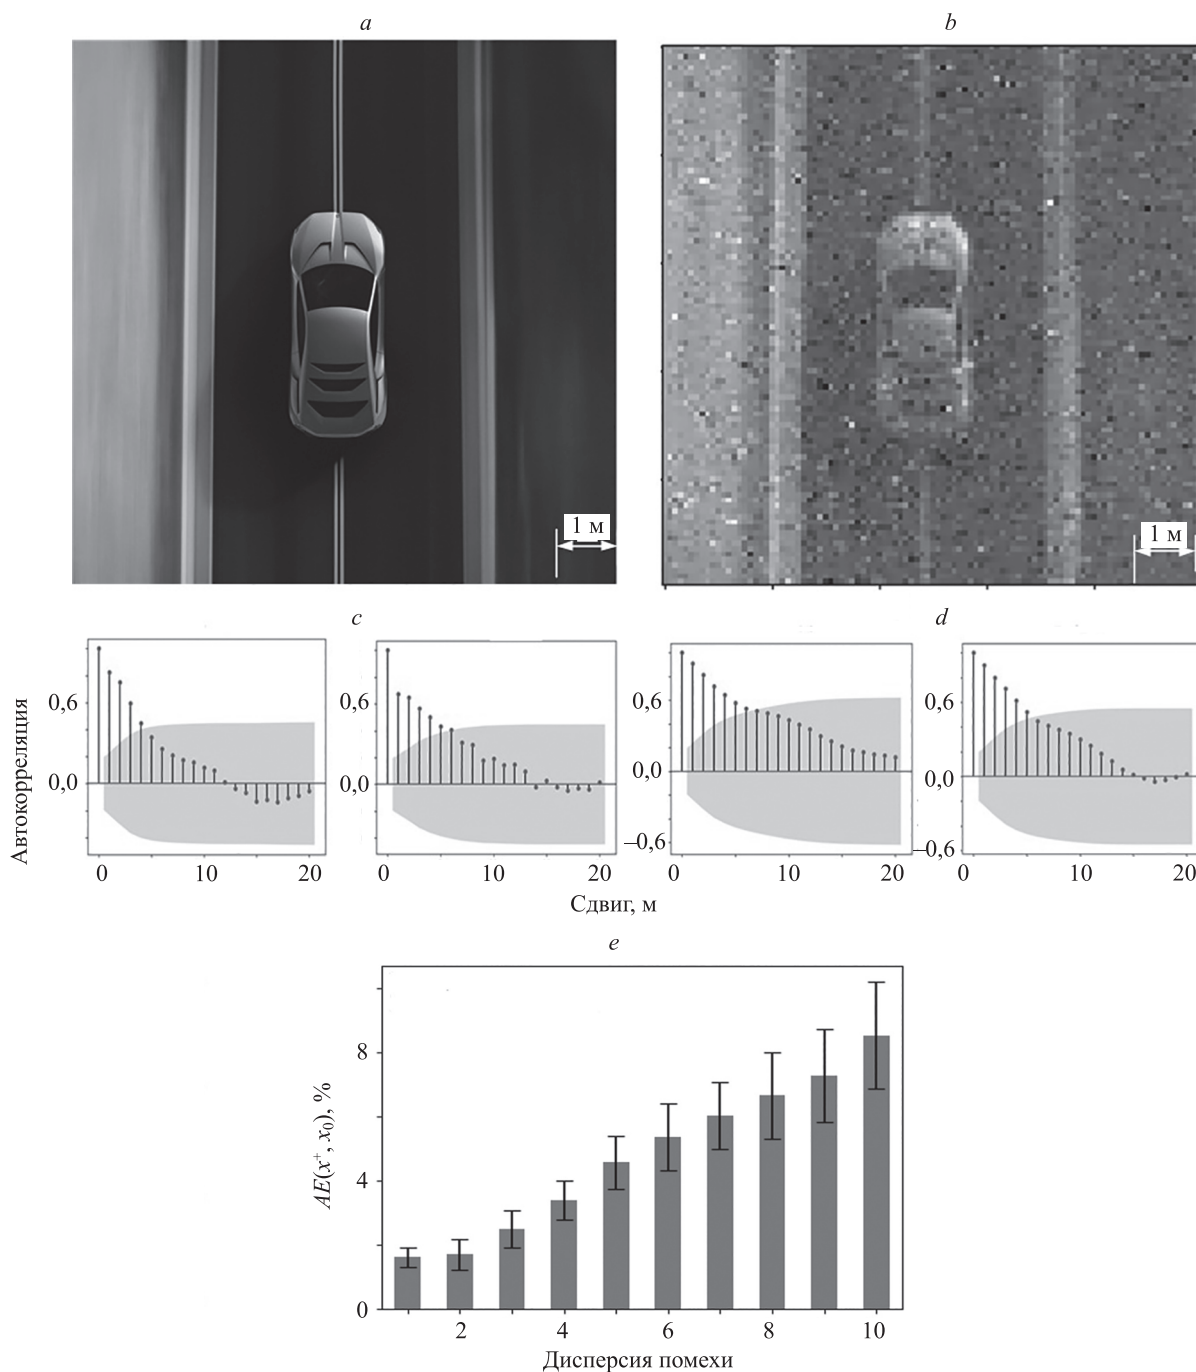 a
b
1 м
1 м
c
d
Автокорреляция
0,6
0,0
0,6
0,0
0,6
0,0
–0,6
0,6
0,0
–0,6
0 10 20
0 10 20
0 10 20
0 10 20
Сдвиг, м
e
AE(x⁺, x₀), %
8
4
0
2 4 6 8 10
Дисперсия помехи